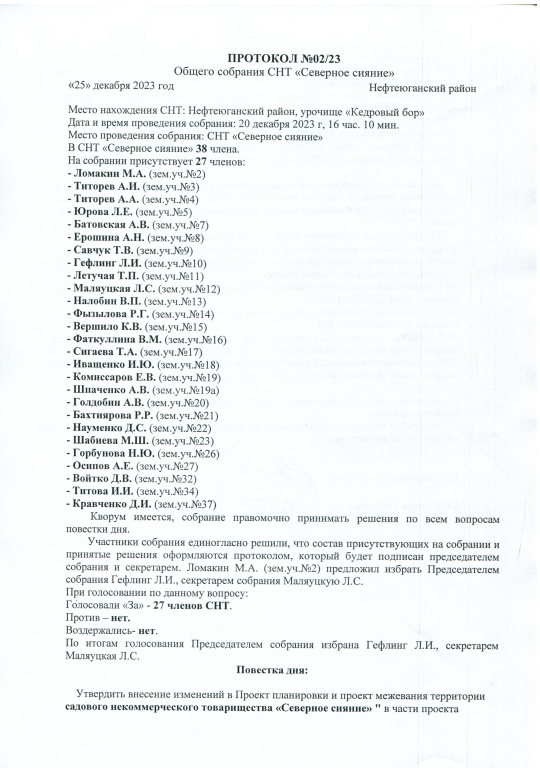 ПРОТОКОЛ №02/23
Общего собрания СНТ «Северное сияние»
«25» декабря 2023 год Нефтеюганский район
Место нахождения СНТ: Нефтеюганский район, урочище «Кедровый бор»
Дата и время проведения собрания: 20 декабря 2023 г, 16 час. 10 мин.
Место проведения собрания: СНТ «Северное сияние»
В СНТ «Северное сияние» 38 члена.
На собрании присутствует 27 членов:
- Ломакин М.А. (зем.уч.№2)
- Титорев А.И. (зем.уч.№3)
- Титорев А.А. (зем.уч.№4)
- Юрова Л.Е. (зем.уч.№5)
- Батовская А.В. (зем.уч.№7)
- Ерошина А.Н. (зем.уч.№8)
- Савчук Т.В. (зем.уч.№9)
- Гефлинг Л.И. (зем.уч.№10)
- Летучая Т.П. (зем.уч.№11)
- Маляуцкая Л.С. (зем.уч.№12)
- Налобин В.П. (зем.уч.№13)
- Фызылова Р.Г. (зем.уч.№14)
- Вершило К.В. (зем.уч.№15)
- Фаткуллина В.М. (зем.уч.№16)
- Сигаева Т.А. (зем.уч.№17)
- Иващенко И.Ю. (зем.уч.№18)
- Комиссаров Е.В. (зем.уч.№19)
- Шпаченко А.В. (зем.уч.№19а)
- Голдобин А.В. (зем.уч.№20)
- Бахтиярова Р.Р. (зем.уч.№21)
- Науменко Д.С. (зем.уч.№22)
- Шабиева М.Ш. (зем.уч.№23)
- Горбунова Н.Ю. (зем.уч.№26)
- Осипов А.Е. (зем.уч.№27)
- Войтко Д.В. (зем.уч.№32)
- Титова И.И. (зем.уч.№34)
- Кравченко Д.И. (зем.уч.№37)
Кворум имеется, собрание правомочно принимать решения по всем вопросам
повестки дня.
Участники собрания единогласно решили, что состав присутствующих на собрании и
принятые решения оформляются протоколом, который будет подписан председателем
собрания и секретарем. Ломакин М.А. (зем.уч.№2) предложил избрать Председателем
собрания Гефлинг Л.И., секретарем собрания Маляуцкую Л.С.
При голосовании по данному вопросу:
Голосовали «За» - 27 членов СНТ.
Против – нет.
Воздержались- нет.
По итогам голосования Председателем собрания избрана Гефлинг Л.И., секретарем
Маляуцкая Л.С.
Повестка дня:
Утвердить внесение изменений в Проект планировки и проект межевания территории
садового некоммерческого товарищества «Северное сияние» " в части проекта